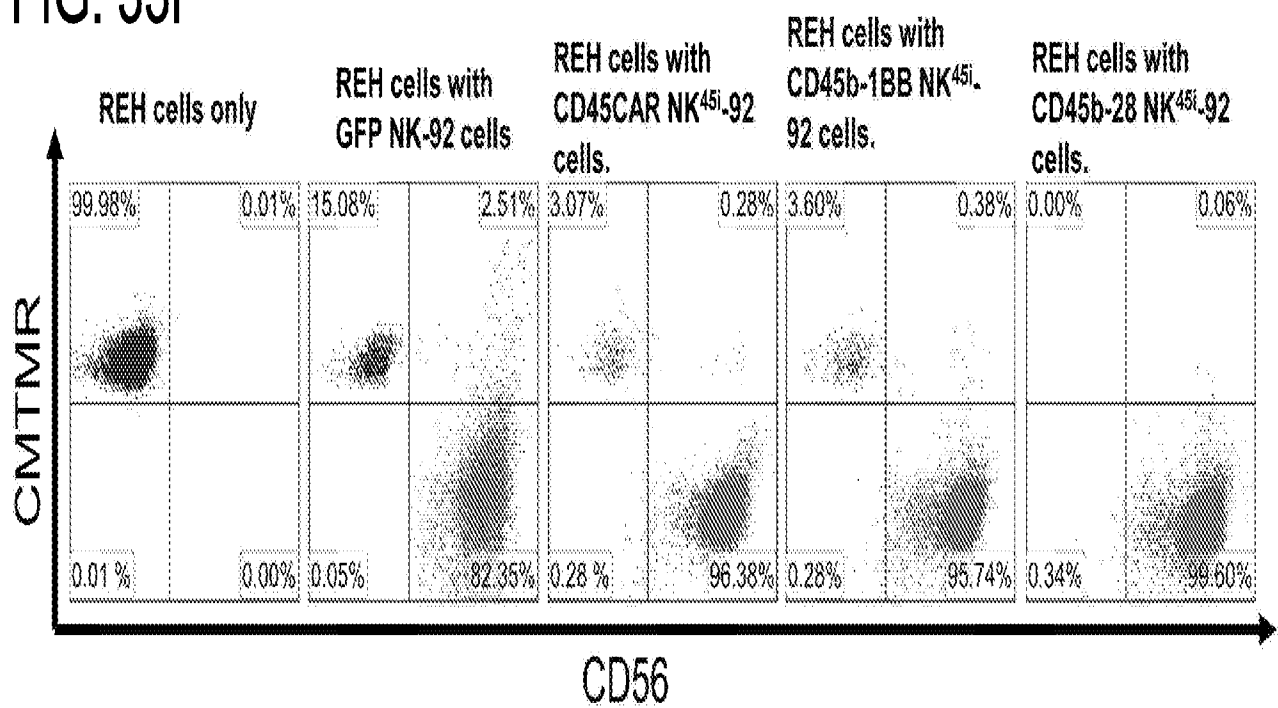 REH cells only
REH cells with
GFP NK-92 cells
REH cells with
CD45CAR NK45i-92
cells.
REH cells with
CD45b-1BB NK45i-
92 cells.
REH cells with
CD45b-28 NK45i-92
cells.
99.98% 0.01%
0.01 % 0.00%
15.08% 2.51%
0.05% 82.35%
3.07% 0.28%
0.28 % 96.38%
3.60% 0.38%
0.28% 95.74%
0.00% 0.06%
0.34% 99.60%
CMTMR
CD56